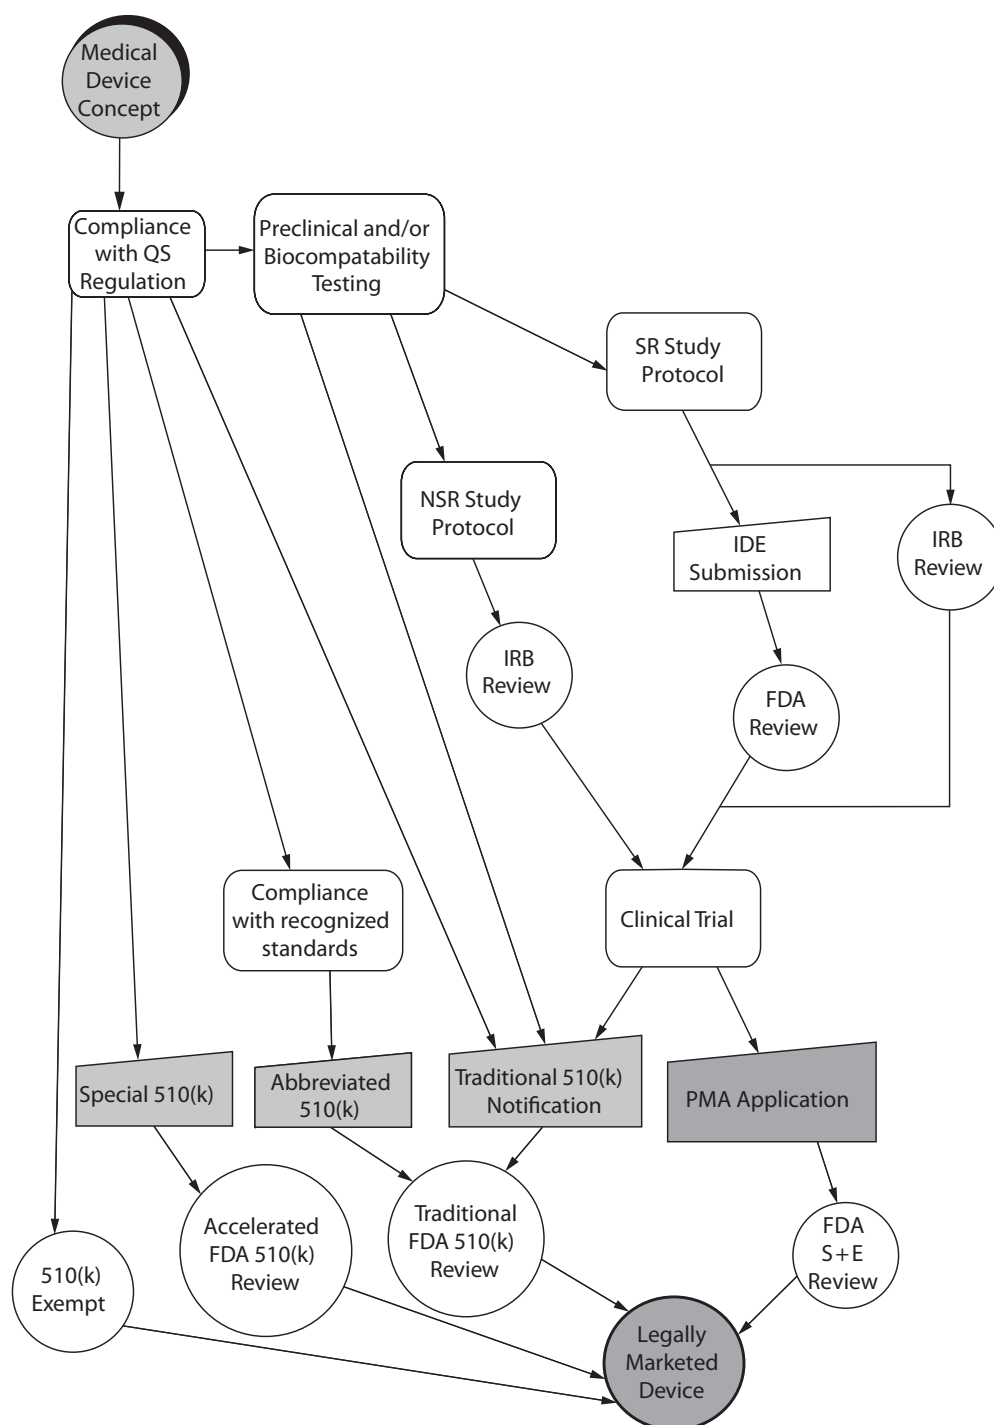 Medical
Device
Concept
Compliance
with QS
Regulation
Preclinical and/or
Biocompatability
Testing
SR Study
Protocol
NSR Study
Protocol
IDE
Submission
IRB
Review
IRB
Review
FDA
Review
Compliance
with recognized
standards
Clinical Trial
Special 510(k)
Abbreviated
510(k)
Traditional 510(k)
Notification
PMA Application
510(k)
Exempt
Accelerated
FDA 510(k)
Review
Traditional
FDA 510(k)
Review
FDA
S+E
Review
Legally
Marketed
Device